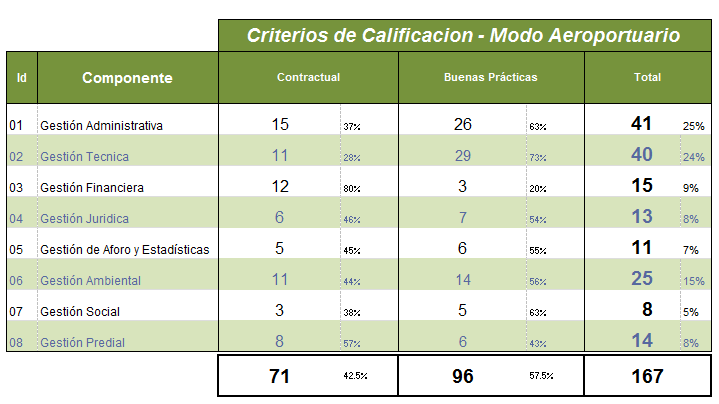 Criterios de Calificacion - Modo Aeroportuario
Id Componente Contractual Buenas Prácticas Total
01 Gestión Administrativa 15 37% 26 63% 41 25%
02 Gestión Tecnica 11 28% 29 73% 40 24%
03 Gestión Financiera 12 80% 3 20% 15 9%
04 Gestión Juridica 6 46% 7 54% 13 8%
05 Gestión de Aforo y Estadísticas 5 45% 6 55% 11 7%
06 Gestión Ambiental 11 44% 14 56% 25 15%
07 Gestión Social 3 38% 5 63% 8 5%
08 Gestión Predial 8 57% 6 43% 14 8%
71 42.5% 96 57.5% 167